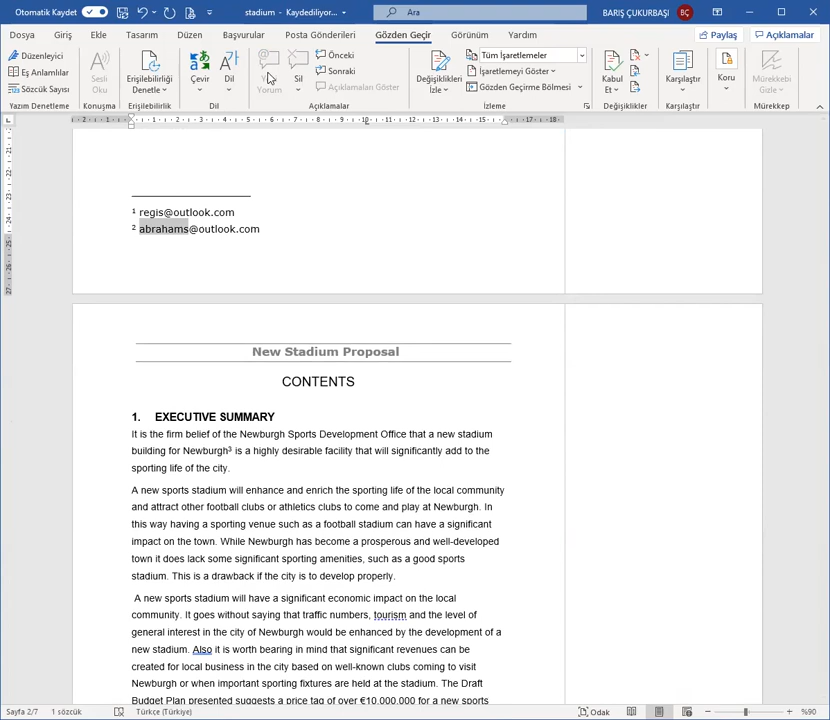 Otomatik Kaydet
stadium - Kaydediliyor...
Ara
BARIŞ ÇUKURBAŞI BÇ
Dosya Giriş Ekle Tasarım Düzen Başvurular Posta Gönderileri Gözden Geçir Görünüm Yardım
Paylaş Açıklamalar
Düzenleyici
Eş Anlamlılar
Sözcük Sayısı
Yazım Denetleme
Sesli Oku
Konuşma
Erişilebilirliği Denetle
Erişilebilirlik
Çevir
Dil
Dil
Yorum
Sil
Önceki
Sonraki
Açıklamaları Göster
Açıklamalar
Değişiklikleri İzle
Tüm İşaretlemeler
İşaretlemeyi Göster
Gözden Geçirme Bölmesi
İzleme
Kabul Et
Değişiklikler
Karşılaştır
Karşılaştır
Koru
Mürekkebi Gizle
Mürekkep
1 regis@outlook.com
2 abrahams@outlook.com
New Stadium Proposal
CONTENTS
1. EXECUTIVE SUMMARY
It is the firm belief of the Newburgh Sports Development Office that a new stadium
building for Newburgh3 is a highly desirable facility that will significantly add to the
sporting life of the city.
A new sports stadium will enhance and enrich the sporting life of the local community
and attract other football clubs or athletics clubs to come and play at Newburgh. In
this way having a sporting venue such as a football stadium can have a significant
impact on the town. While Newburgh has become a prosperous and well-developed
town it does lack some significant sporting amenities, such as a good sports
stadium. This is a drawback if the city is to develop properly.
A new sports stadium will have a significant economic impact on the local
community. It goes without saying that traffic numbers, tourism and the level of
general interest in the city of Newburgh would be enhanced by the development of a
new stadium. Also it is worth bearing in mind that significant revenues can be
created for local business in the city based on well-known clubs coming to visit
Newburgh or when important sporting fixtures are held at the stadium. The Draft
Budget Plan presented suggests a price tag of over €10,000,000 for a new sports
Sayfa 2/7 1 sözcük Türkçe (Türkiye)
Odak
%90